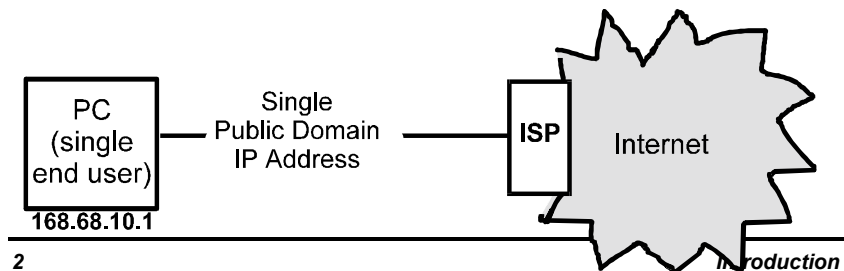 PC
(single
end user)
168.68.10.1
Single
Public Domain
IP Address
ISP
Internet
2